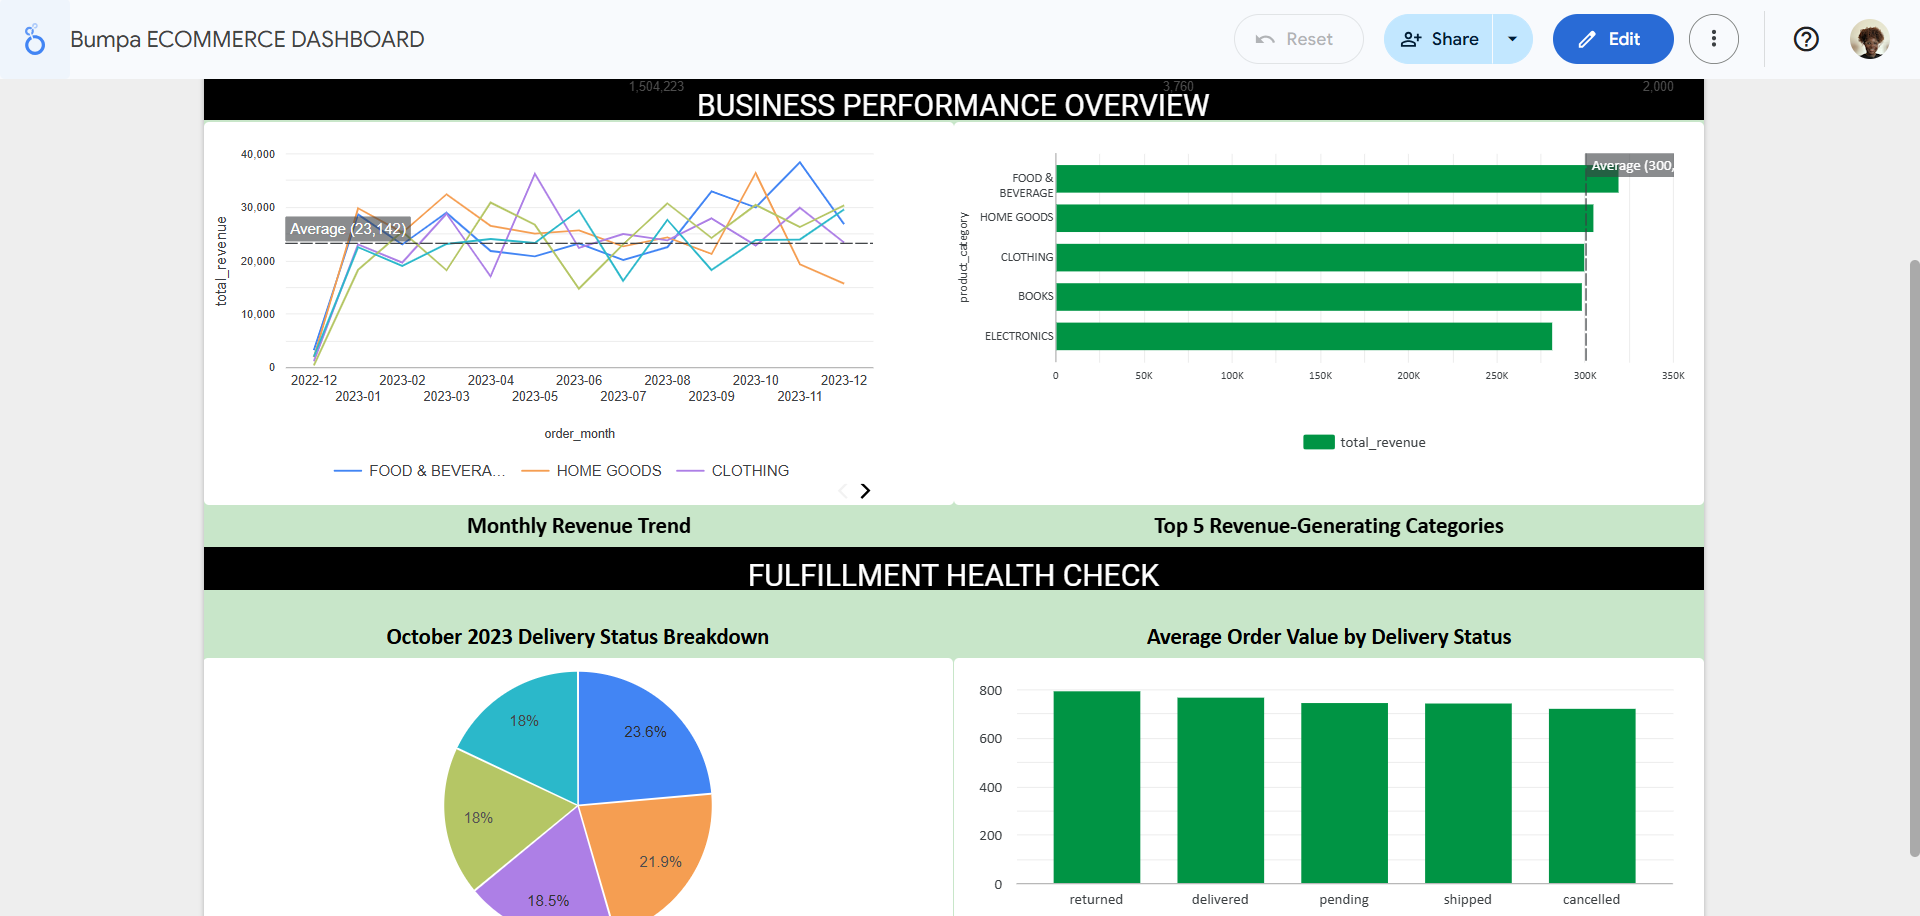 Bumpa ECOMMERCE DASHBOARD
Reset
Share
Edit
1,504,223
3,760
2,000
BUSINESS PERFORMANCE OVERVIEW
total_revenue
40,000
30,000
20,000
10,000
0
Average (23,142)
2022-12
2023-01
2023-02
2023-03
2023-04
2023-05
2023-06
2023-07
2023-08
2023-09
2023-10
2023-11
2023-12
order_month
FOOD & BEVERA...
HOME GOODS
CLOTHING
product_category
Average (300,
FOOD &
BEVERAGE
HOME GOODS
CLOTHING
BOOKS
ELECTRONICS
0
50K
100K
150K
200K
250K
300K
350K
total_revenue
Monthly Revenue Trend
Top 5 Revenue-Generating Categories
FULFILLMENT HEALTH CHECK
October 2023 Delivery Status Breakdown
Average Order Value by Delivery Status
18%
23.6%
18%
21.9%
18.5%
800
600
400
200
0
returned
delivered
pending
shipped
cancelled